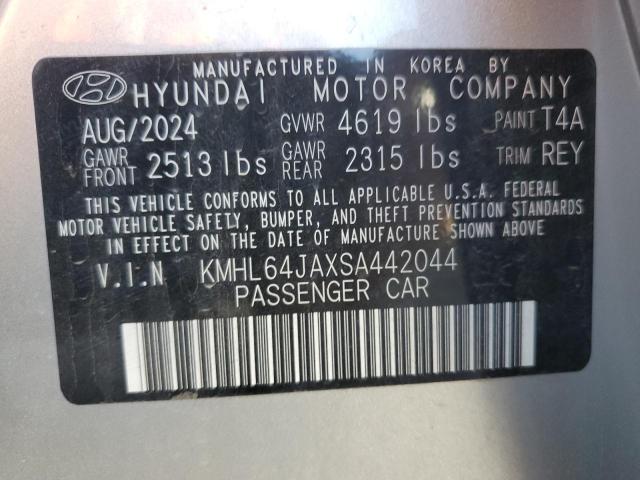 MANUFACTURED IN KOREA BY
HYUNDAI MOTOR COMPANY
AUG/2024 GVWR 4619 lbs PAINT T4A
GAWR FRONT 2513 lbs GAWR REAR 2315 lbs TRIM REY
THIS VEHICLE CONFORMS TO ALL APPLICABLE U.S.A. FEDERAL
MOTOR VEHICLE SAFETY, BUMPER, AND THEFT PREVENTION STANDARDS
IN EFFECT ON THE DATE OF MANUFACTURE SHOWN ABOVE
V.I.N KMHL64JAXSA442044
PASSENGER CAR